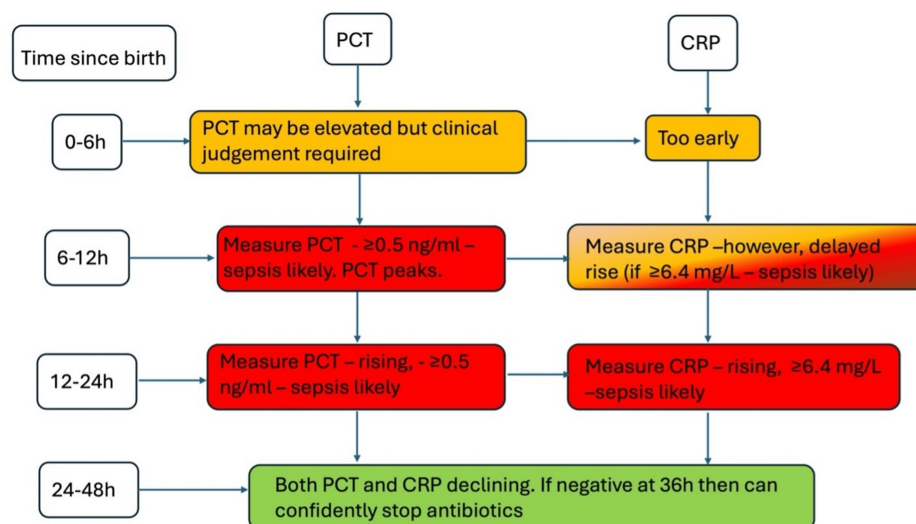 PCT
CRP
Time since birth
0-6h
PCT may be elevated but clinical
judgement required
Too early
6-12h
Measure PCT - ≥0.5 ng/ml –
sepsis likely. PCT peaks.
Measure CRP –however, delayed
rise (if ≥6.4 mg/L – sepsis likely)
12-24h
Measure PCT – rising, - ≥0.5
ng/ml – sepsis likely
Measure CRP – rising, ≥6.4 mg/L
–sepsis likely
24-48h
Both PCT and CRP declining. If negative at 36h then can
confidently stop antibiotics